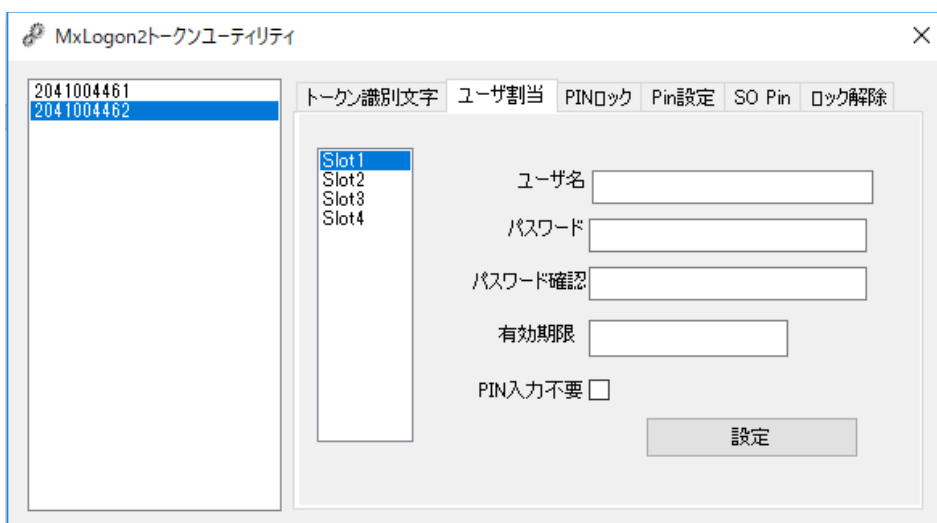 MxLogon2トークンユーティリティ
2041004461
2041004462
トークン識別文字 ユーザ割当 PINロック Pin設定 SO Pin ロック解除
Slot1
Slot2
Slot3
Slot4
ユーザ名
パスワード
パスワード確認
有効期限
PIN入力不要
設定